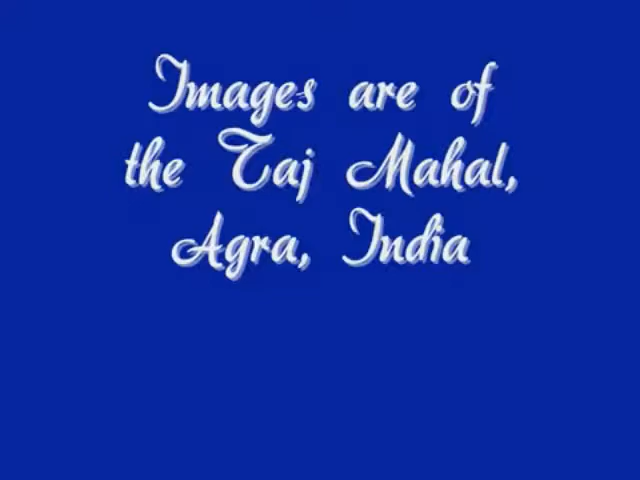 Images are of
the Taj Mahal,
Agra, India